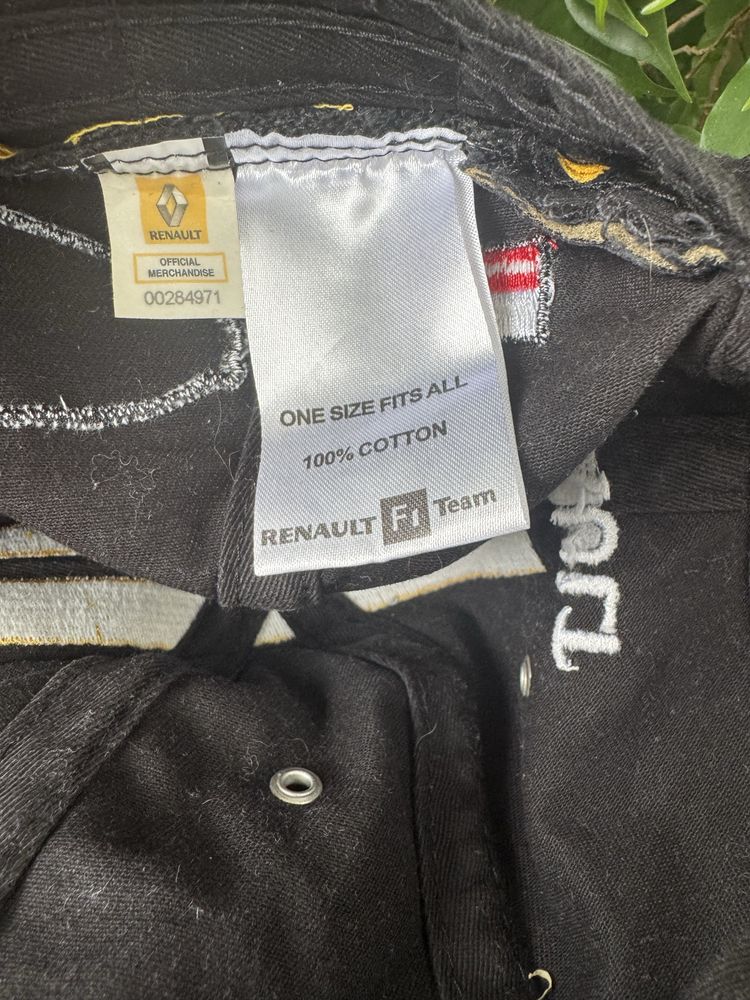 RENAULT
OFFICIAL
MERCHANDISE
00284971
ONE SIZE FITS ALL
100% COTTON
RENAULT F1 Team